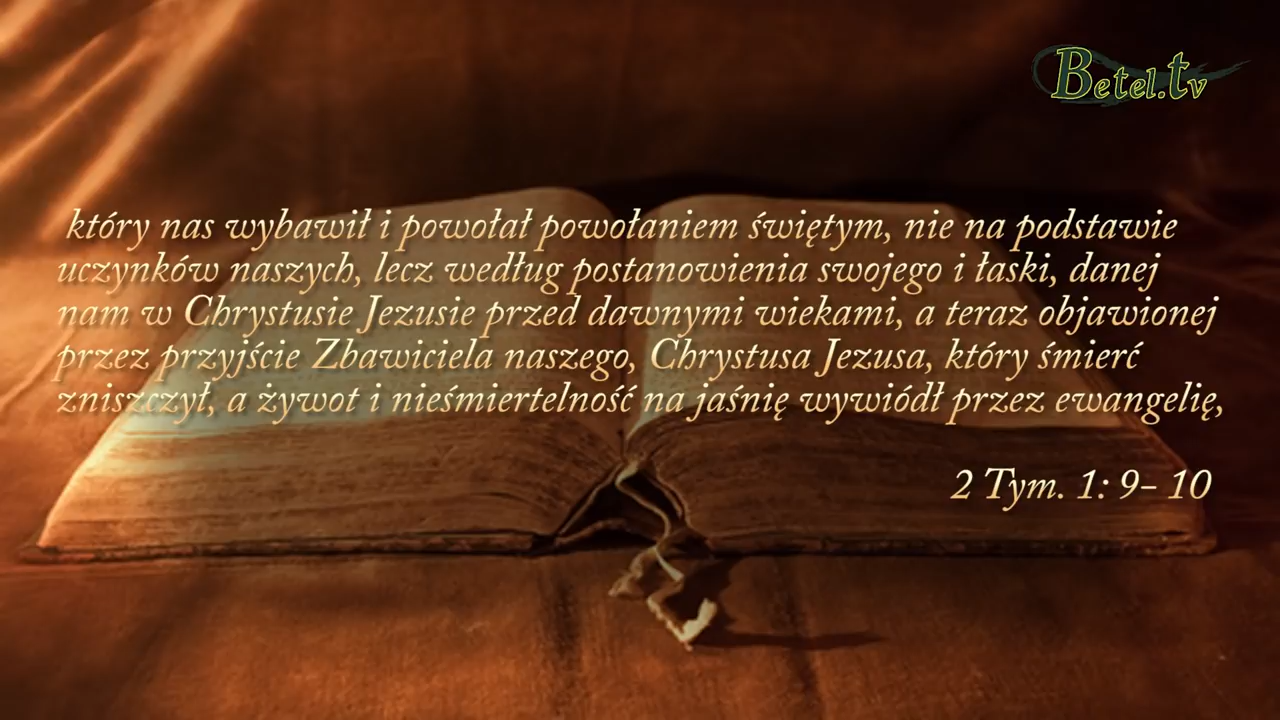 Betel.tv
który nas wybawił i powołał powołaniem świętym, nie na podstawie
uczynków naszych, lecz według postanowienia swojego i łaski, danej
nam w Chrystusie Jezusie przed dawnymi wiekami, a teraz objawionej
przez przyjście Zbawiciela naszego, Chrystusa Jezusa, który śmierć
zniszczył, a żywot i nieśmiertelność na jaśnię wywiódł przez ewangelię,
2 Tym. 1: 9- 10